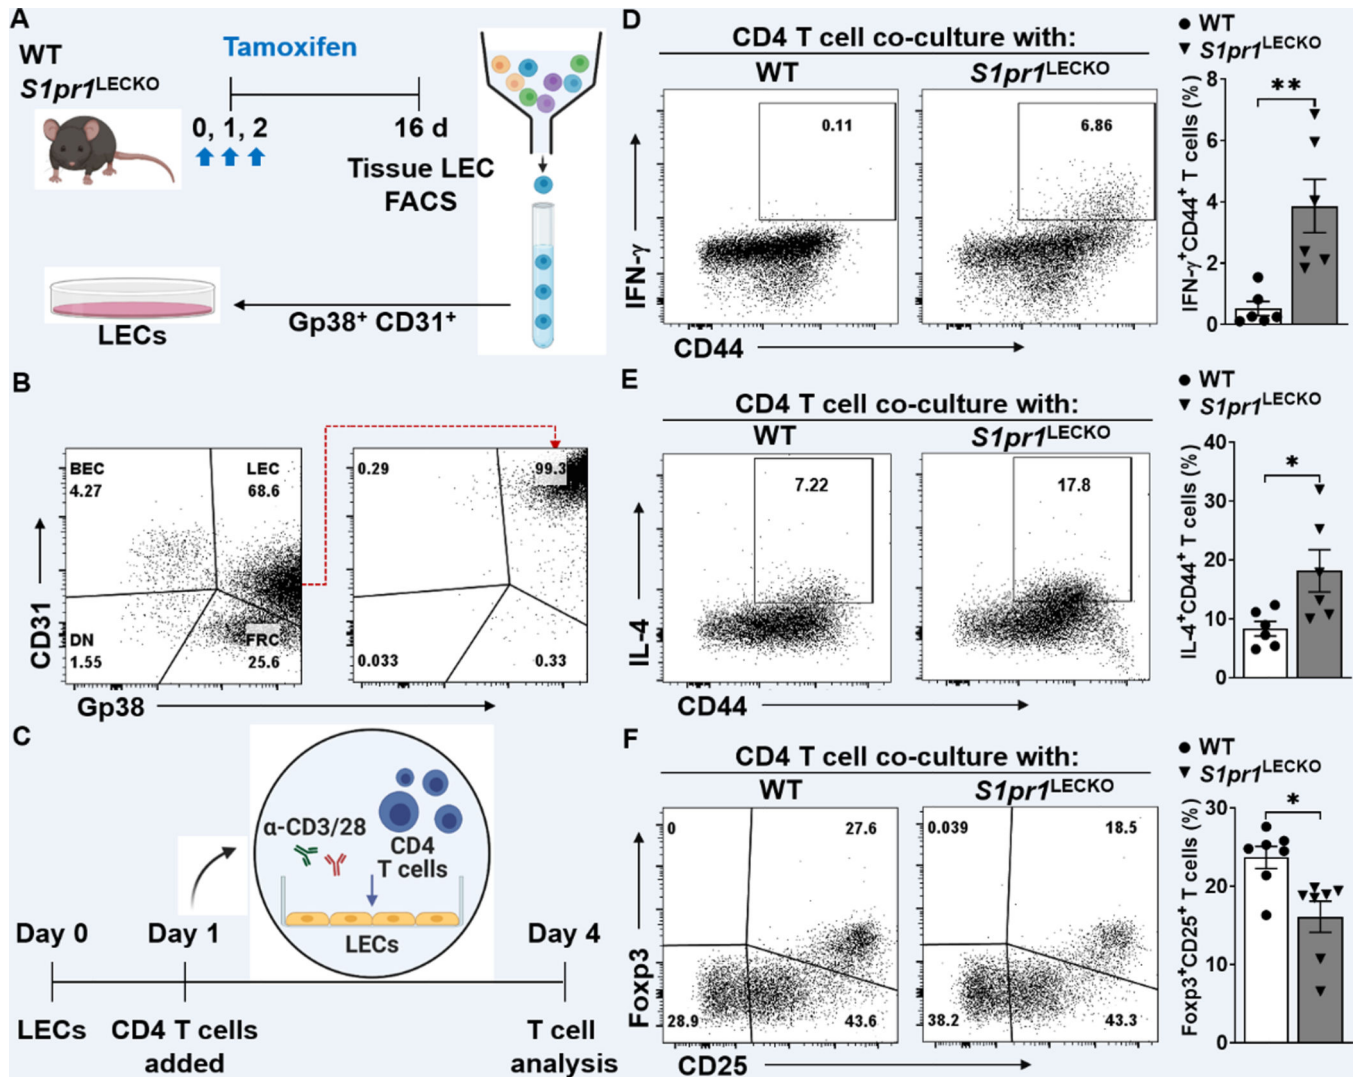 A
WT
S1pr1LECKO
Tamoxifen
0, 1, 2
16 d
Tissue LEC
FACS
Gp38+ CD31+
LECs
B
BEC
4.27
LEC
68.6
DN
1.55
FRC
25.6
0.29
99.3
0.033
0.33
CD31
Gp38
C
α-CD3/28
CD4
T cells
LECs
Day 0
Day 1
Day 4
LECs
CD4 T cells
added
T cell
analysis
D
CD4 T cell co-culture with:
WT
S1pr1LECKO
0.11
6.86
IFN-γ
CD44
WT
S1pr1LECKO
IFN-γ+CD44+ T cells (%)
8
6
4
2
0
**
E
CD4 T cell co-culture with:
WT
S1pr1LECKO
7.22
17.8
IL-4
CD44
WT
S1pr1LECKO
IL-4+CD44+ T cells (%)
40
30
20
10
0
*
F
CD4 T cell co-culture with:
WT
S1pr1LECKO
0
27.6
28.9
43.6
0.039
18.5
38.2
43.3
Foxp3
CD25
WT
S1pr1LECKO
Foxp3+CD25+ T cells (%)
30
20
10
0
*